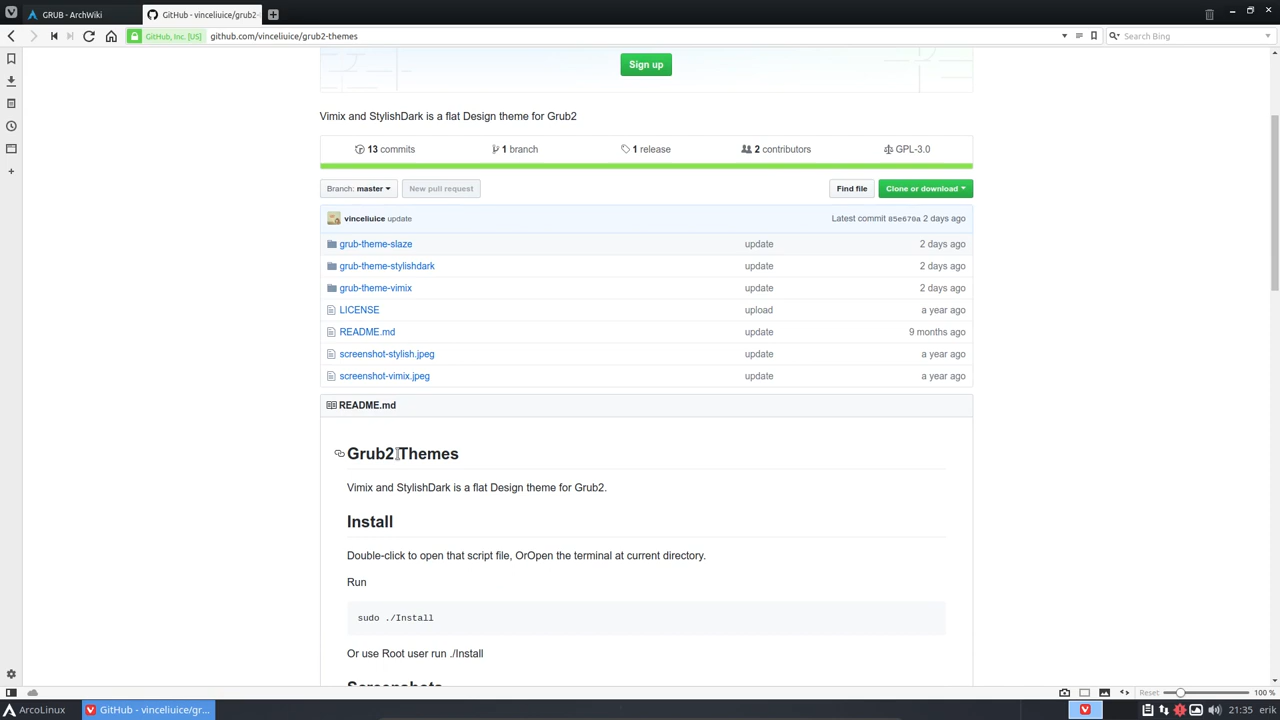 GRUB - ArchWiki
GitHub - vinceliuice/grub2-
GitHub, Inc. [US]
github.com/vinceliuice/grub2-themes
Search Bing
Sign up
Vimix and StylishDark is a flat Design theme for Grub2
13 commits
1 branch
1 release
2 contributors
GPL-3.0
Branch: master
New pull request
Find file
Clone or download
vinceliuice update
Latest commit 85e670a 2 days ago
grub-theme-slaze update 2 days ago
grub-theme-stylishdark update 2 days ago
grub-theme-vimix update 2 days ago
LICENSE upload a year ago
README.md update 9 months ago
screenshot-stylish.jpeg update a year ago
screenshot-vimix.jpeg update a year ago
README.md
Grub2 Themes
Vimix and StylishDark is a flat Design theme for Grub2.
Install
Double-click to open that script file, OrOpen the terminal at current directory.
Run
sudo ./Install
Or use Root user run ./Install
Screenshots
Reset
100 %
ArcoLinux
GitHub - vinceliuice/gr...
21:35
erik